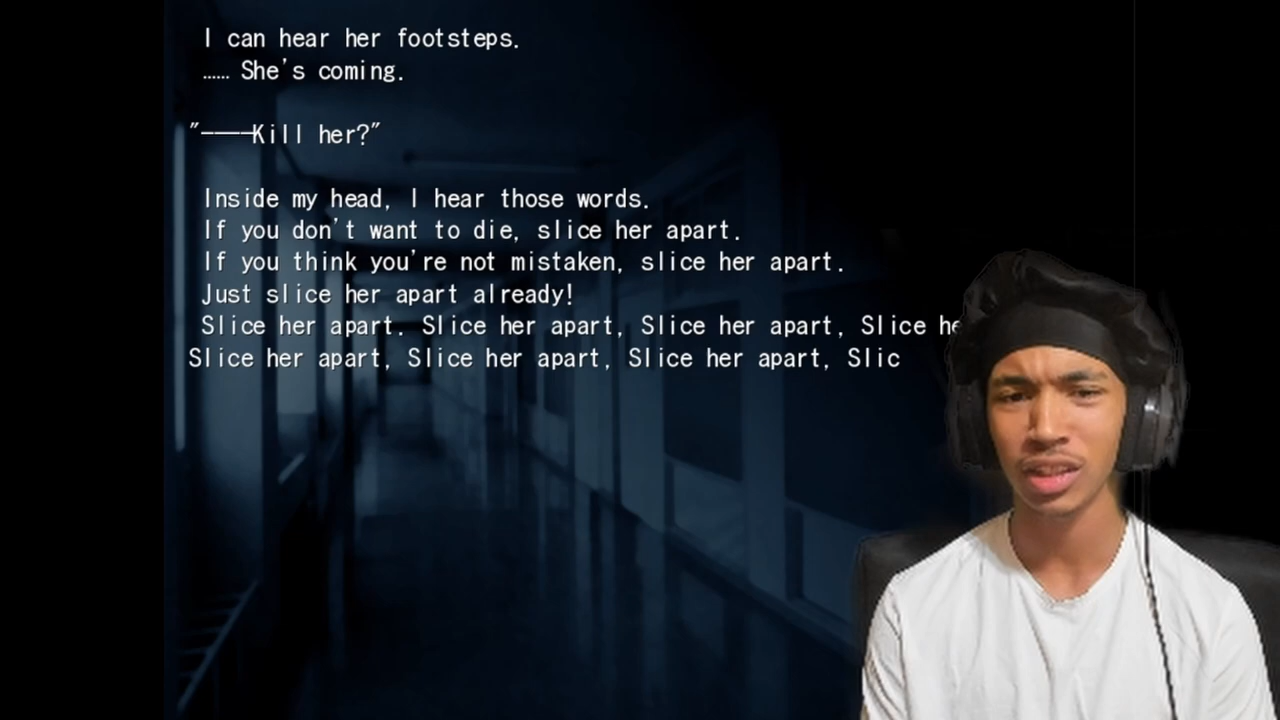 I can hear her footsteps.
…… She's coming.
"―――Kill her?"
Inside my head, I hear those words.
If you don't want to die, slice her apart.
If you think you're not mistaken, slice her apart.
Just slice her apart already!
Slice her apart. Slice her apart, Slice her apart, Slice
Slice her apart, Slice her apart, Slice her apart, Slic